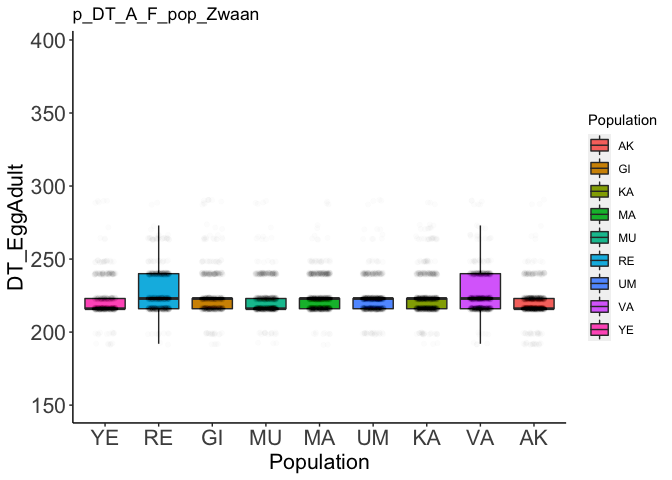 p_DT_A_F_pop_Zwaan
400
350
300
250
200
150
DT_EggAdult
YE RE GI MU MA UM KA VA AK
Population
Population
AK
GI
KA
MA
MU
RE
UM
VA
YE